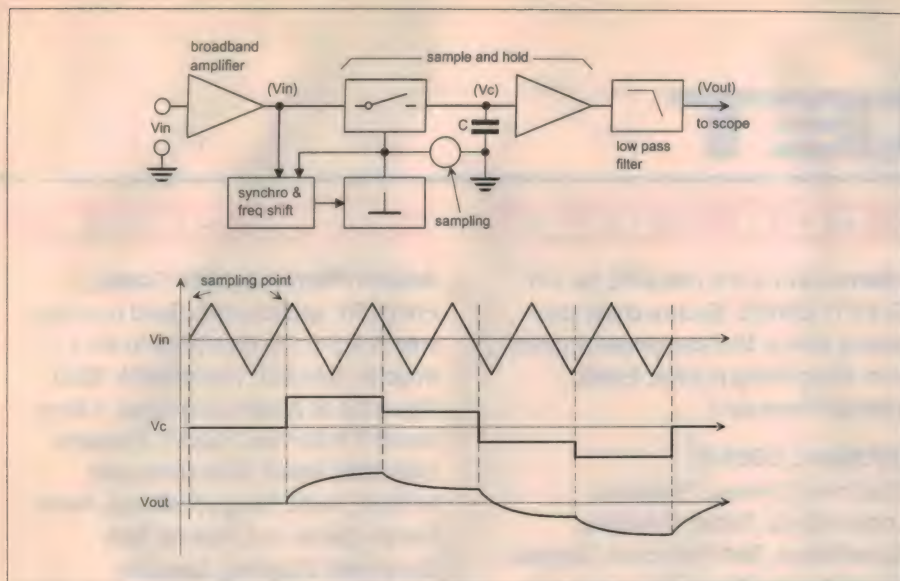 broadband
amplifier
sample and hold
(Vin)
(Vc)
(Vout)
Vin
C
to scope
low pass
filter
synchro &
freq shift
sampling
sampling point
Vin
Vc
Vout